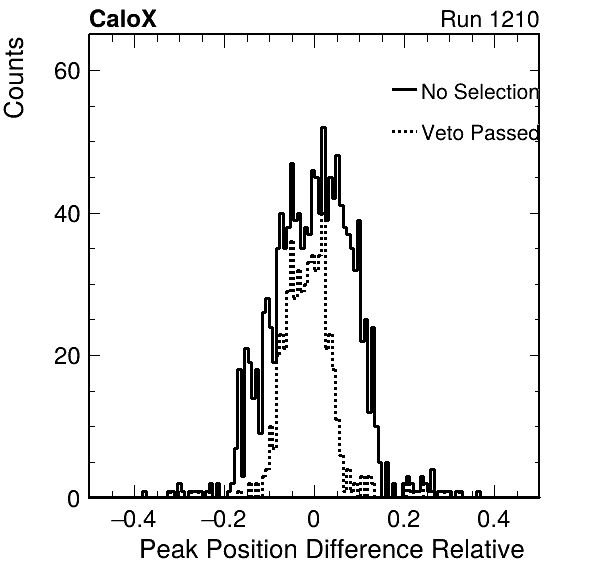 CaloX Run 1210
Counts
60
No Selection
Veto Passed
40
20
0
−0.4 −0.2 0 0.2 0.4
Peak Position Difference Relative